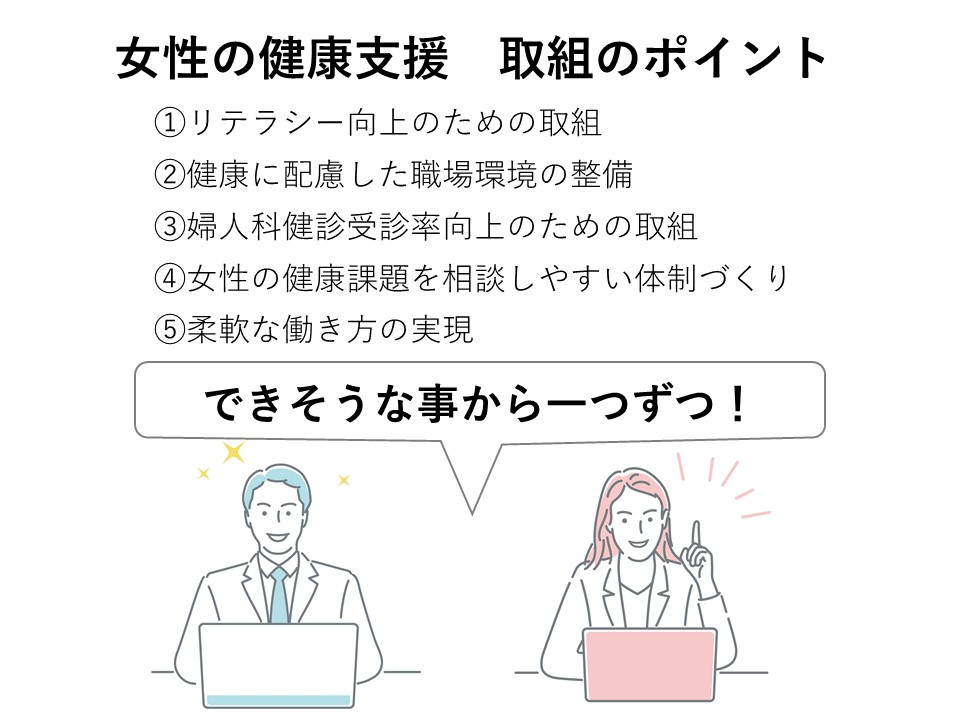 女性の健康支援　取組のポイント
①リテラシー向上のための取組
②健康に配慮した職場環境の整備
③婦人科健診受診率向上のための取組
④女性の健康課題を相談しやすい体制づくり
⑤柔軟な働き方の実現
できそうな事から一つずつ！